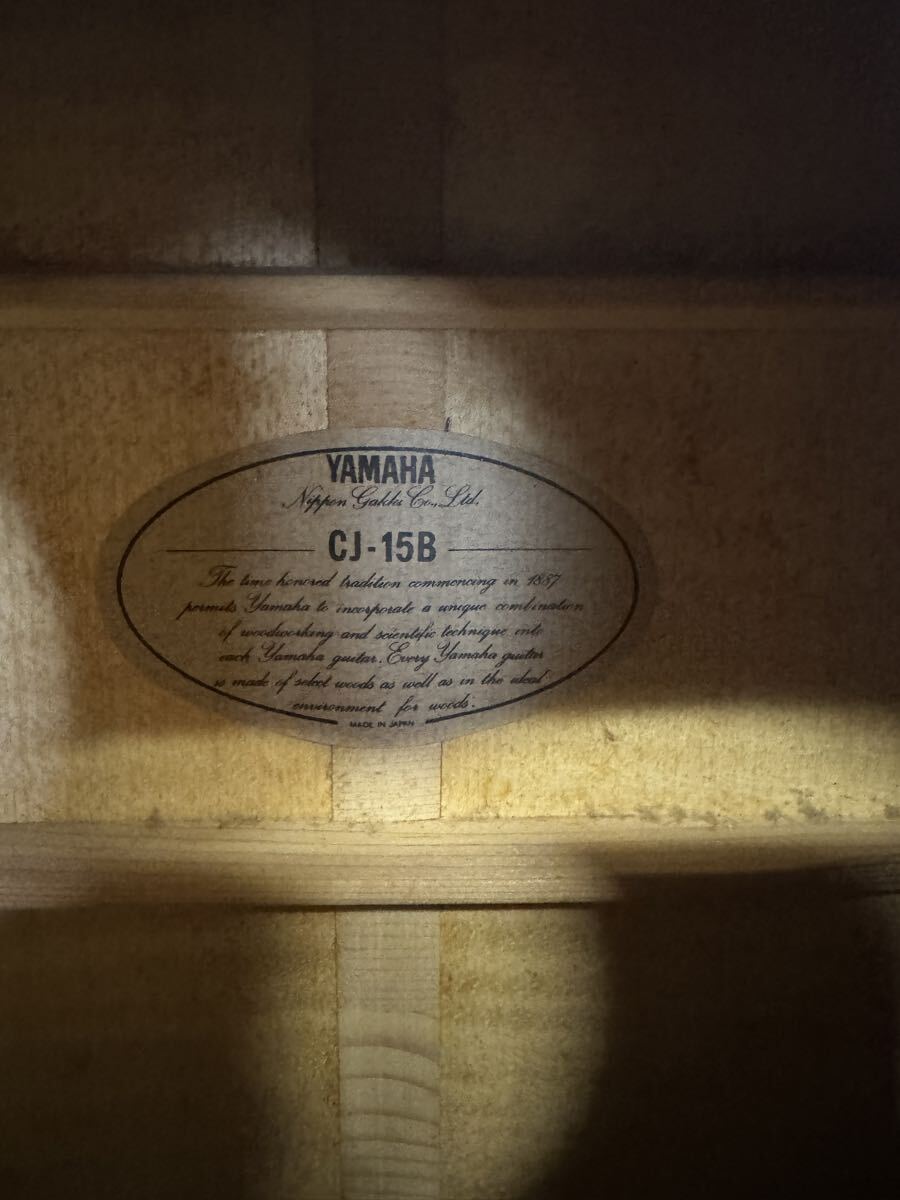 YAMAHA
Nippon Gakki Co., Ltd.
CJ-15B
The time honored tradition commencing in 1887
permits Yamaha to incorporate a unique combination
of woodworking and scientific technique into
each Yamaha guitar. Every Yamaha guitar
is made of select woods as well as in the ideal
environment for woods.
MADE IN JAPAN